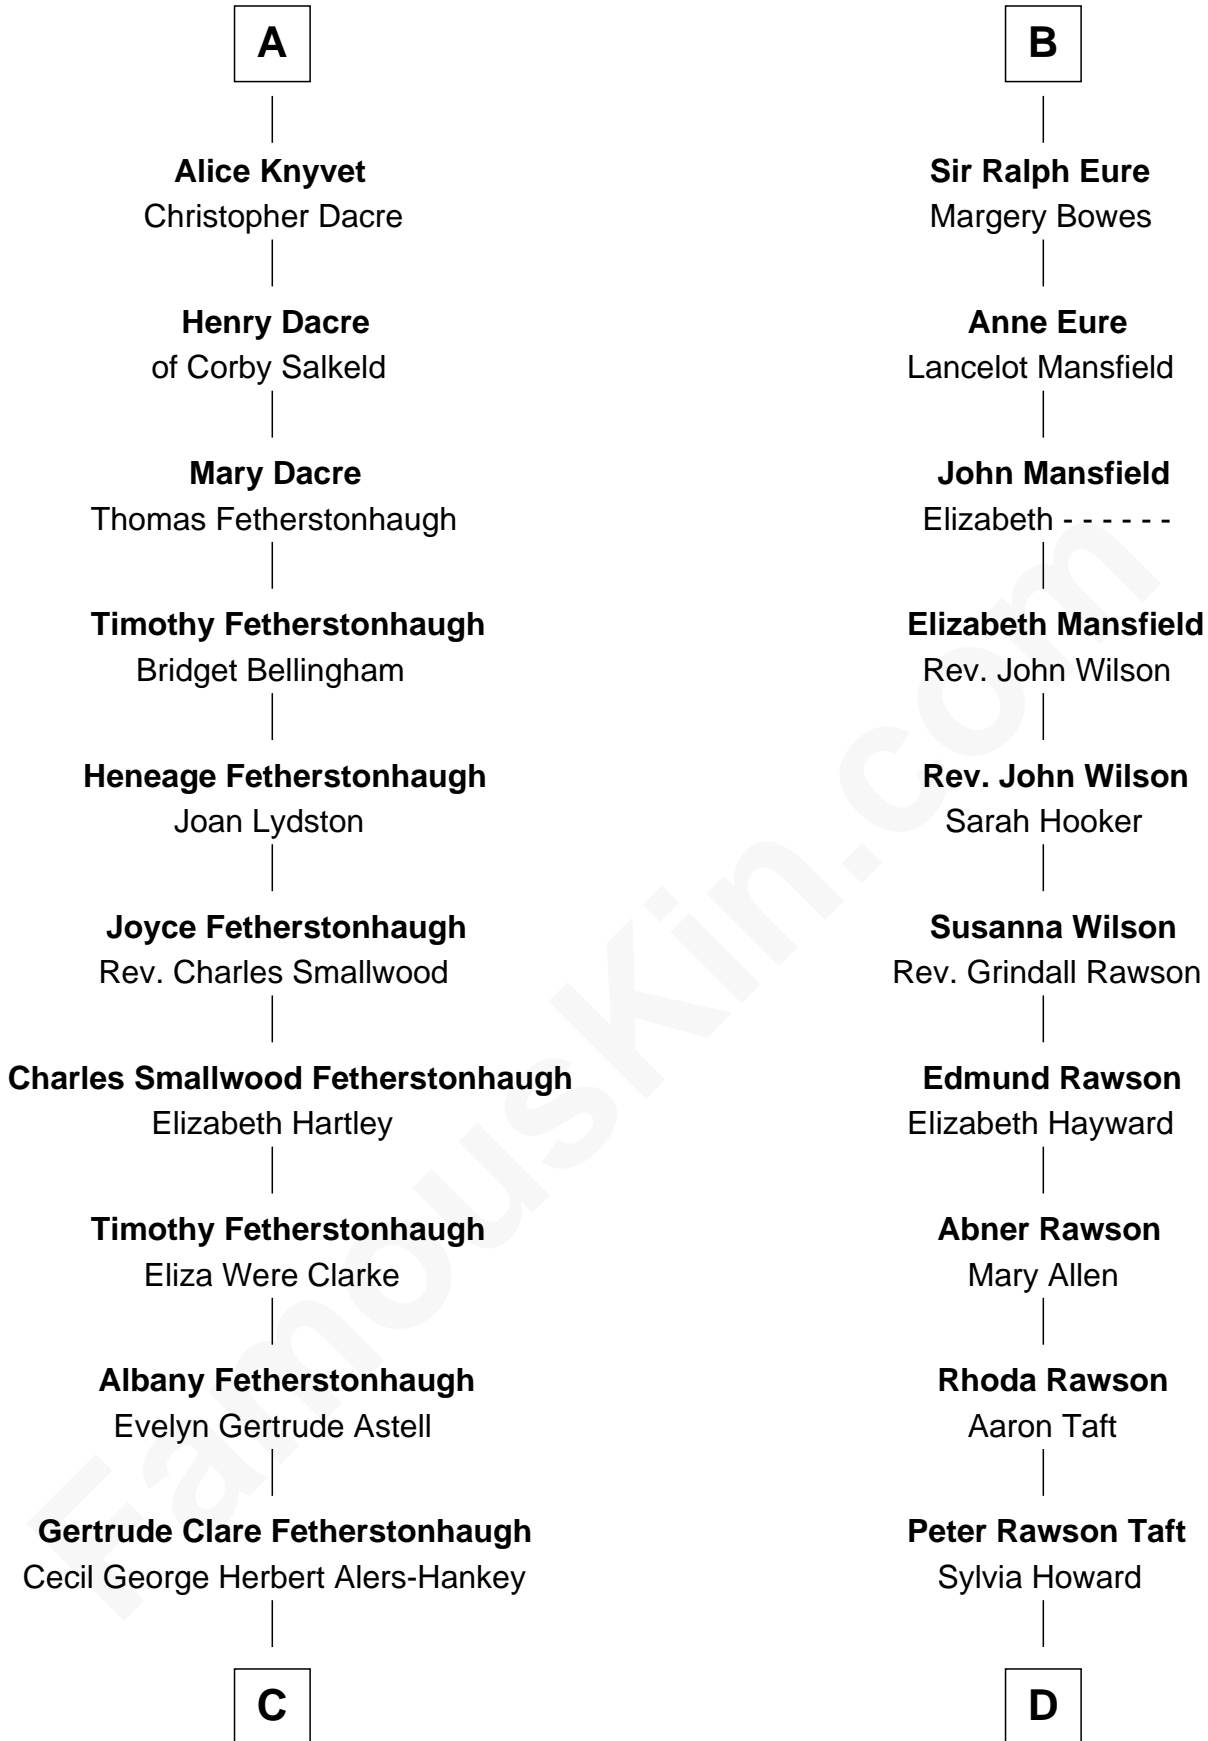 A
Alice Knyvet
Christopher Dacre
Henry Dacre
of Corby Salkeld
Mary Dacre
Thomas Fetherstonhaugh
Timothy Fetherstonhaugh
Bridget Bellingham
Heneage Fetherstonhaugh
Joan Lydston
Joyce Fetherstonhaugh
Rev. Charles Smallwood
Charles Smallwood Fetherstonhaugh
Elizabeth Hartley
Timothy Fetherstonhaugh
Eliza Were Clarke
Albany Fetherstonhaugh
Evelyn Gertrude Astell
Gertrude Clare Fetherstonhaugh
Cecil George Herbert Alers-Hankey
C
B
Sir Ralph Eure
Margery Bowes
Anne Eure
Lancelot Mansfield
John Mansfield
Elizabeth - - - - - -
Elizabeth Mansfield
Rev. John Wilson
Rev. John Wilson
Sarah Hooker
Susanna Wilson
Rev. Grindall Rawson
Edmund Rawson
Elizabeth Hayward
Abner Rawson
Mary Allen
Rhoda Rawson
Aaron Taft
Peter Rawson Taft
Sylvia Howard
D
FamousKin.com